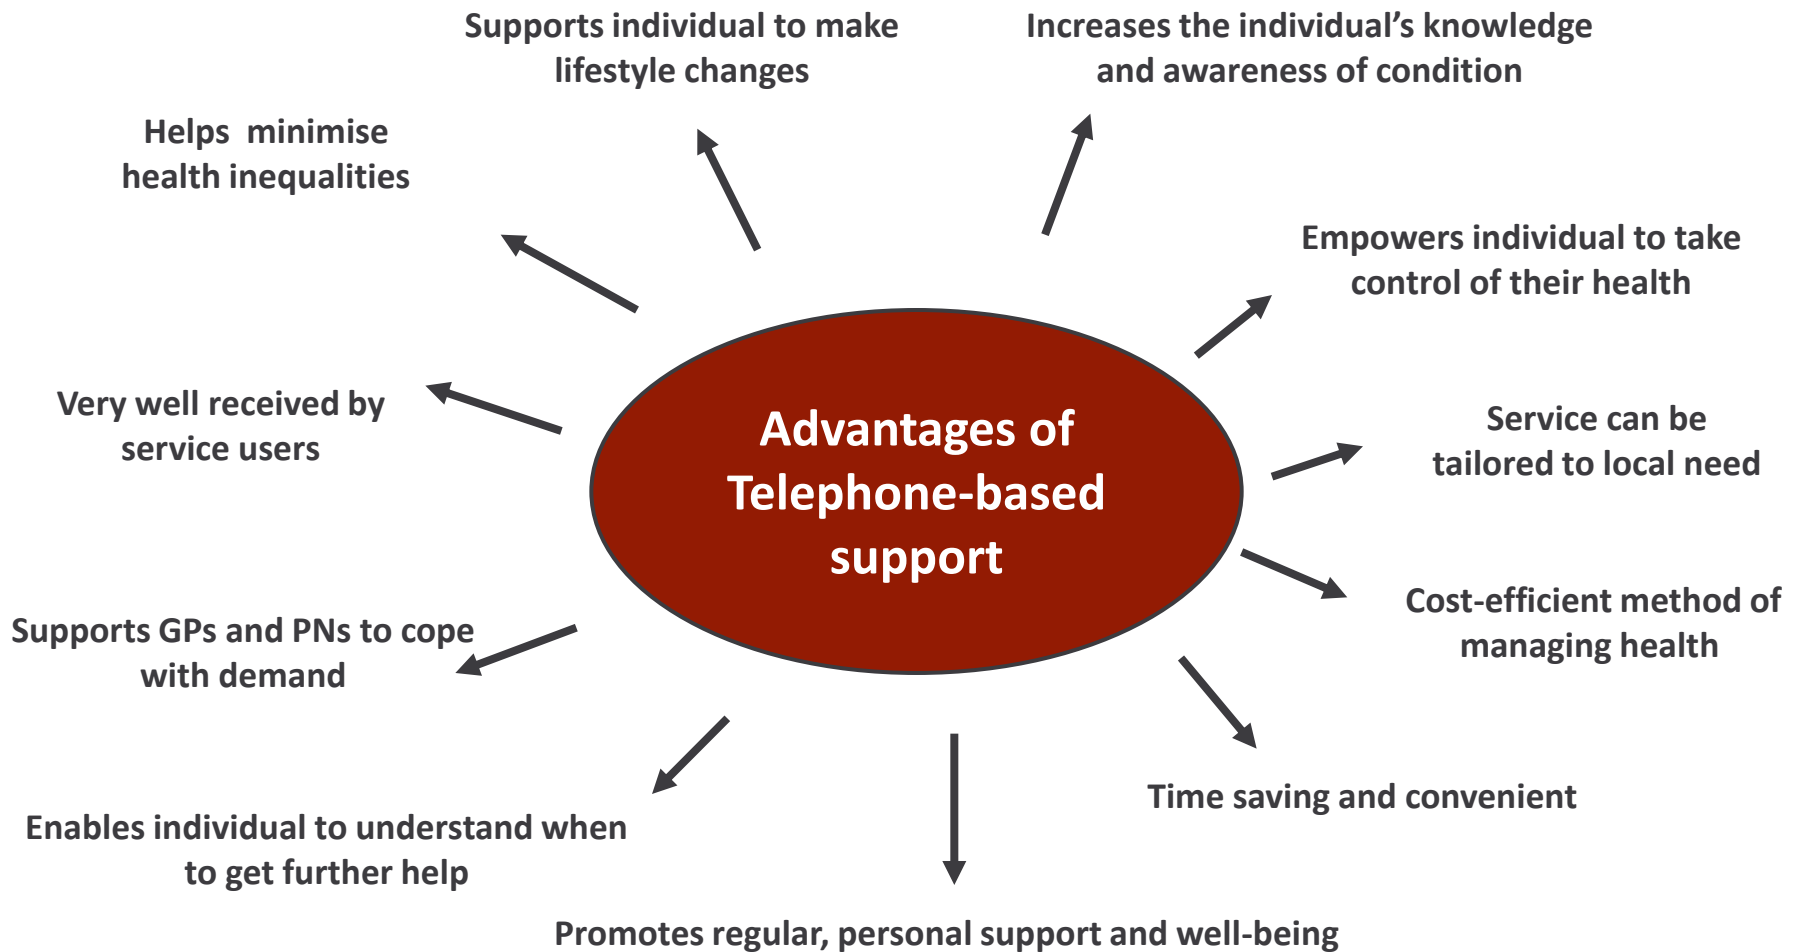 Supports individual to make
lifestyle changes
Increases the individual’s knowledge
and awareness of condition
Helps  minimise
health inequalities
Empowers individual to take
control of their health
Very well received by
service users
Advantages of
Telephone-based
support
Service can be
tailored to local need
Supports GPs and PNs to cope
with demand
Cost-efficient method of
managing health
Enables individual to understand when
to get further help
Time saving and convenient
Promotes regular, personal support and well-being